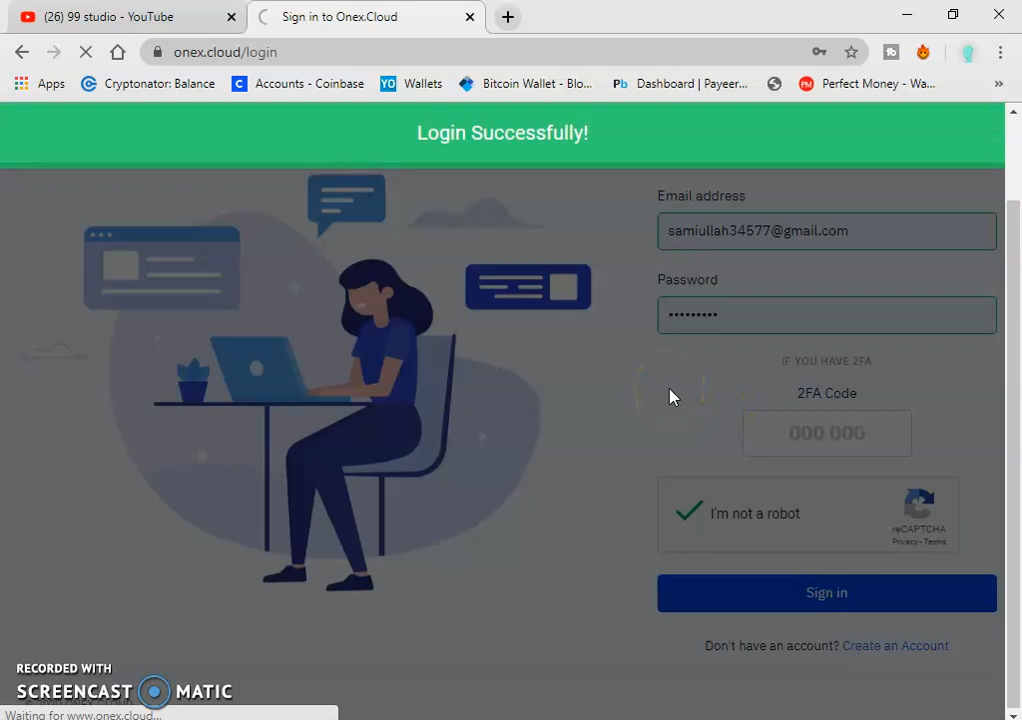 (26) 99 studio - YouTube
Sign in to Onex.Cloud
onex.cloud/login
Apps
Cryptonator: Balance
C
Accounts - Coinbase
YO
Wallets
Bitcoin Wallet - Blo...
Pb
Dashboard | Payeer...
PM
Perfect Money - Wa...
»
Login Successfully!
Email address
samiullah34577@gmail.com
Password
•••••••••
IF YOU HAVE 2FA
2FA Code
000 000
I'm not a robot
reCAPTCHA
Privacy - Terms
Sign in
Don't have an account? Create an Account
RECORDED WITH
SCREENCAST MATIC
Waiting for www.onex.cloud...